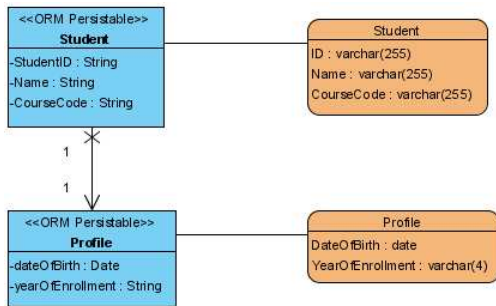 <<ORM Persistable>>
Student
-StudentID : String
-Name : String
-CourseCode : String
Student
ID : varchar(255)
Name : varchar(255)
CourseCode : varchar(255)
1
1
<<ORM Persistable>>
Profile
-dateOfBirth : Date
-yearOfEnrollment : String
Profile
DateOfBirth : date
YearOfEnrollment : varchar(4)